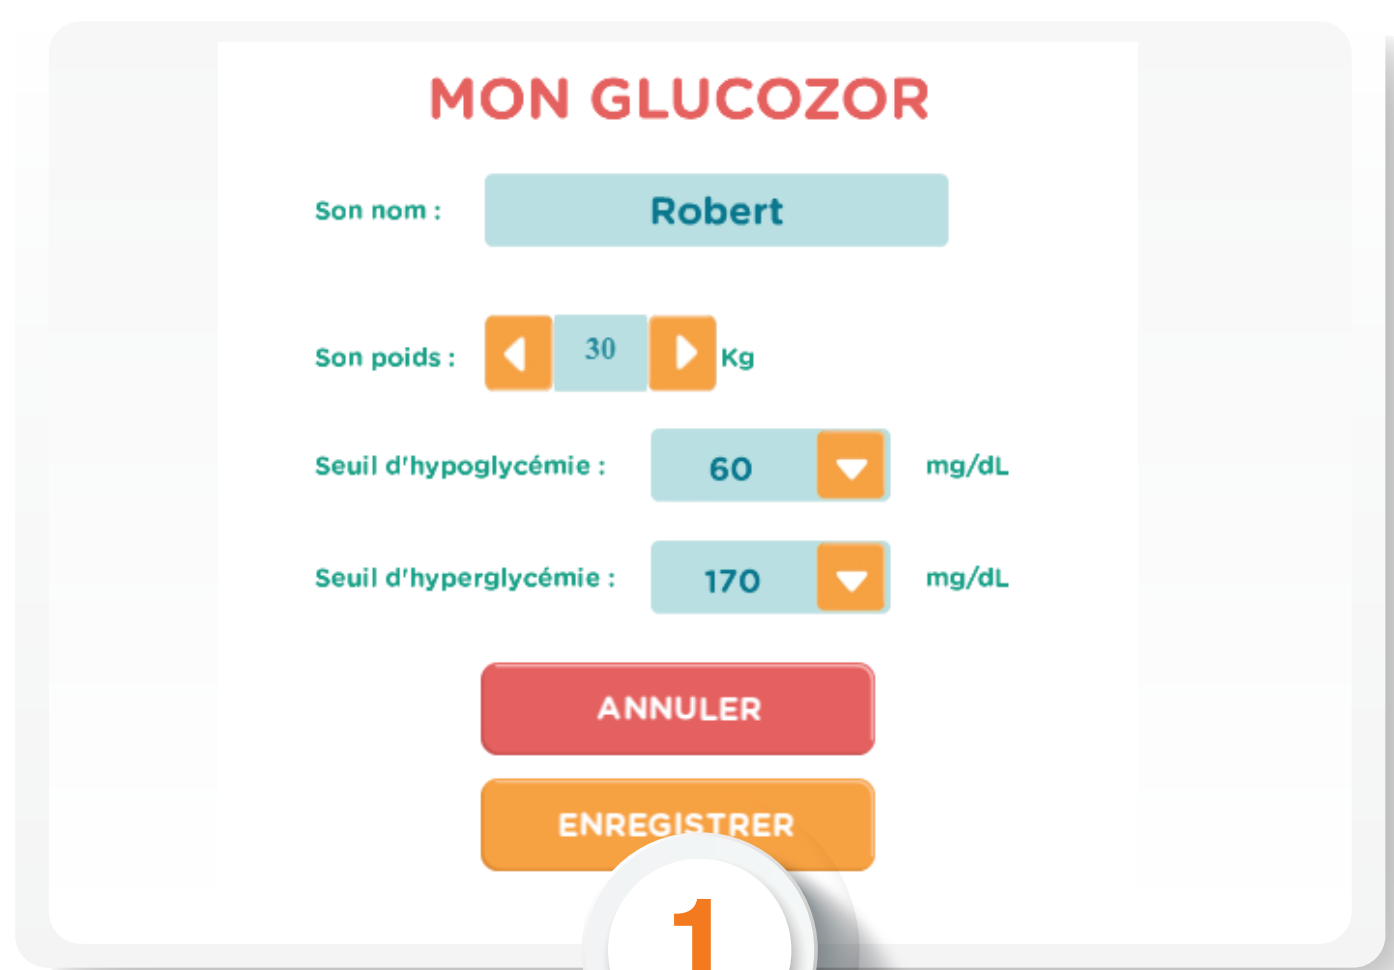 MON GLUCOZOR
Son nom : Robert
Son poids : 30 Kg
Seuil d'hypoglycémie : 60 mg/dL
Seuil d'hyperglycémie : 170 mg/dL
ANNULER
ENREGISTRER
1